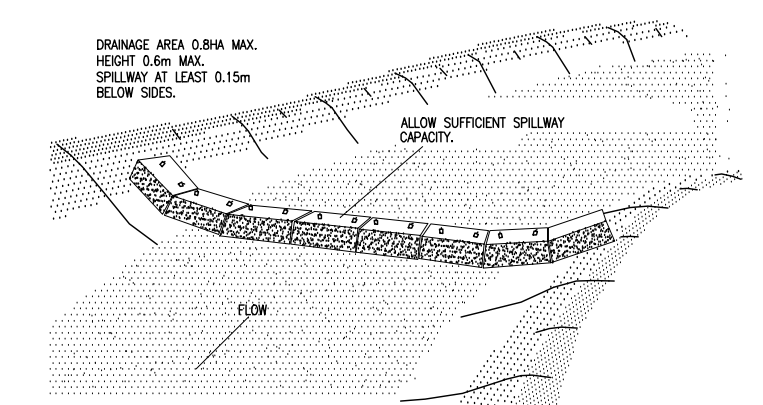 DRAINAGE AREA 0.8HA MAX.
HEIGHT 0.6m MAX.
SPILLWAY AT LEAST 0.15m
BELOW SIDES.
ALLOW SUFFICIENT SPILLWAY
CAPACITY.
FLOW